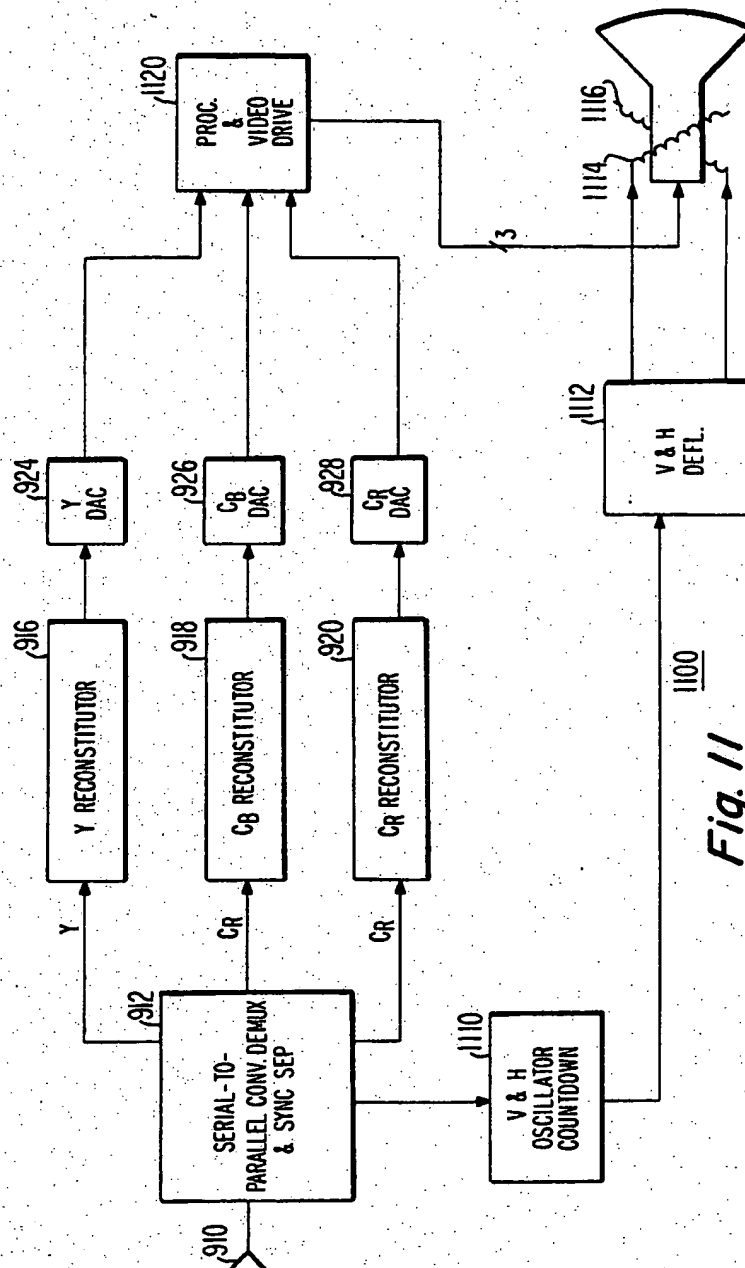 910
912
SERIAL-TO-
PARALLEL CONV. DEMUX
& SYNC SEP
Y
CR
CR
916
Y RECONSTITUTOR
918
CB RECONSTITUTOR
920
CR RECONSTITUTOR
924
Y
DAC
926
CB
DAC
928
CR
DAC
1120
PROC.
&
VIDEO
DRIVE
3
1110
V & H
OSCILLATOR
COUNTDOWN
1112
V & H
DEFL.
1114
1116
1100
Fig. 11